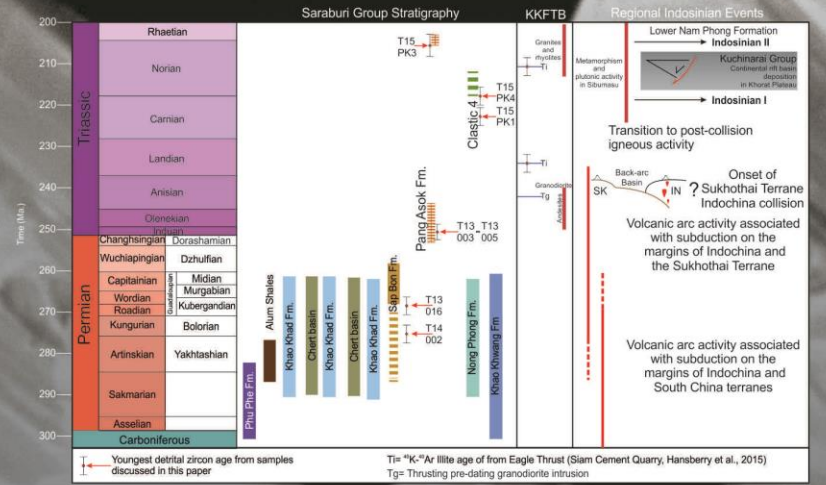 Saraburi Group Stratigraphy
KKFTB
Regional Indosinian Events
Time (Ma.)
200
210
220
230
240
250
260
270
280
290
300
Triassic
Permian
Rhaetian
Norian
Carnian
Landian
Anisian
Olenekian
Induan
Changhsingian
Dorashamian
Wuchiapingian
Dzhulfian
Capitainian
Wordian
Roadian
Guadaloupian
Midian
Murgabian
Kubergandian
Kungurian
Bolorian
Artinskian
Yakhtashian
Sakmarian
Asselian
Carboniferous
Phu Phe Fm.
Alum Shales
Khao Khad Fm.
Chert basin
Khao Khad Fm.
Chert basin
Khao Khad Fm.
Sap Bon Fm.
Pang Asok Fm.
Clastic 4
Nong Phong Fm.
Khao Khwang Fm
T15
PK3
T15
PK4
T15
PK1
T13
003
-
T13
005
T13
016
T14
002
Granites
and
rhyolites
Ti
Ti
Granodiorite
Tg
Andesites
Metamorphism
and
plutonic activity
in Sibumasu
Lower Nam Phong Formation
Indosinian II
Kuchinarai Group
Continental rift basin
deposition
in Khorat Plateau
Indosinian I
Transition to post-collision
igneous activity
Back-arc
Basin
SK
IN
?
Onset of
Sukhothai Terrane
Indochina collision
Volcanic arc activity associated
with subduction on the
margins of Indochina and
the Sukhothai Terrane
Volcanic arc activity associated
with subduction on the
margins of Indochina and
South China terranes
Youngest detrital zircon age from samples
discussed in this paper
Ti= ⁴⁰K-⁴⁰Ar Illite age of from Eagle Thrust (Siam Cement Quarry, Hansberry et al., 2015)
Tg= Thrusting pre-dating granodiorite intrusion